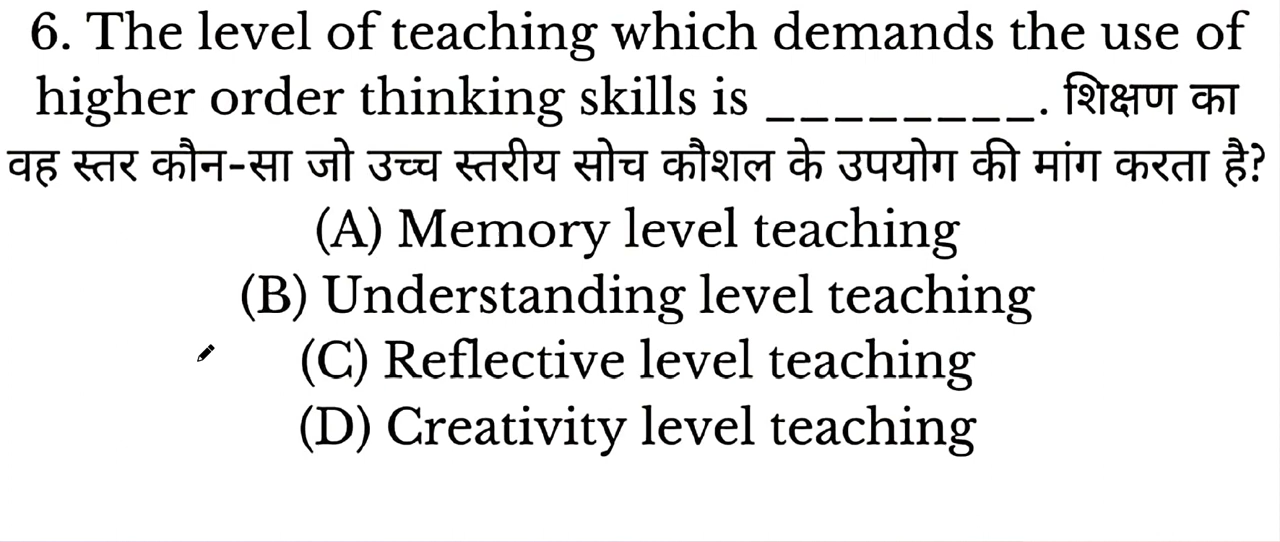 6. The level of teaching which demands the use of
higher order thinking skills is ________. शिक्षण का
वह स्तर कौन-सा जो उच्च स्तरीय सोच कौशल के उपयोग की मांग करता है?
(A) Memory level teaching
(B) Understanding level teaching
(C) Reflective level teaching
(D) Creativity level teaching